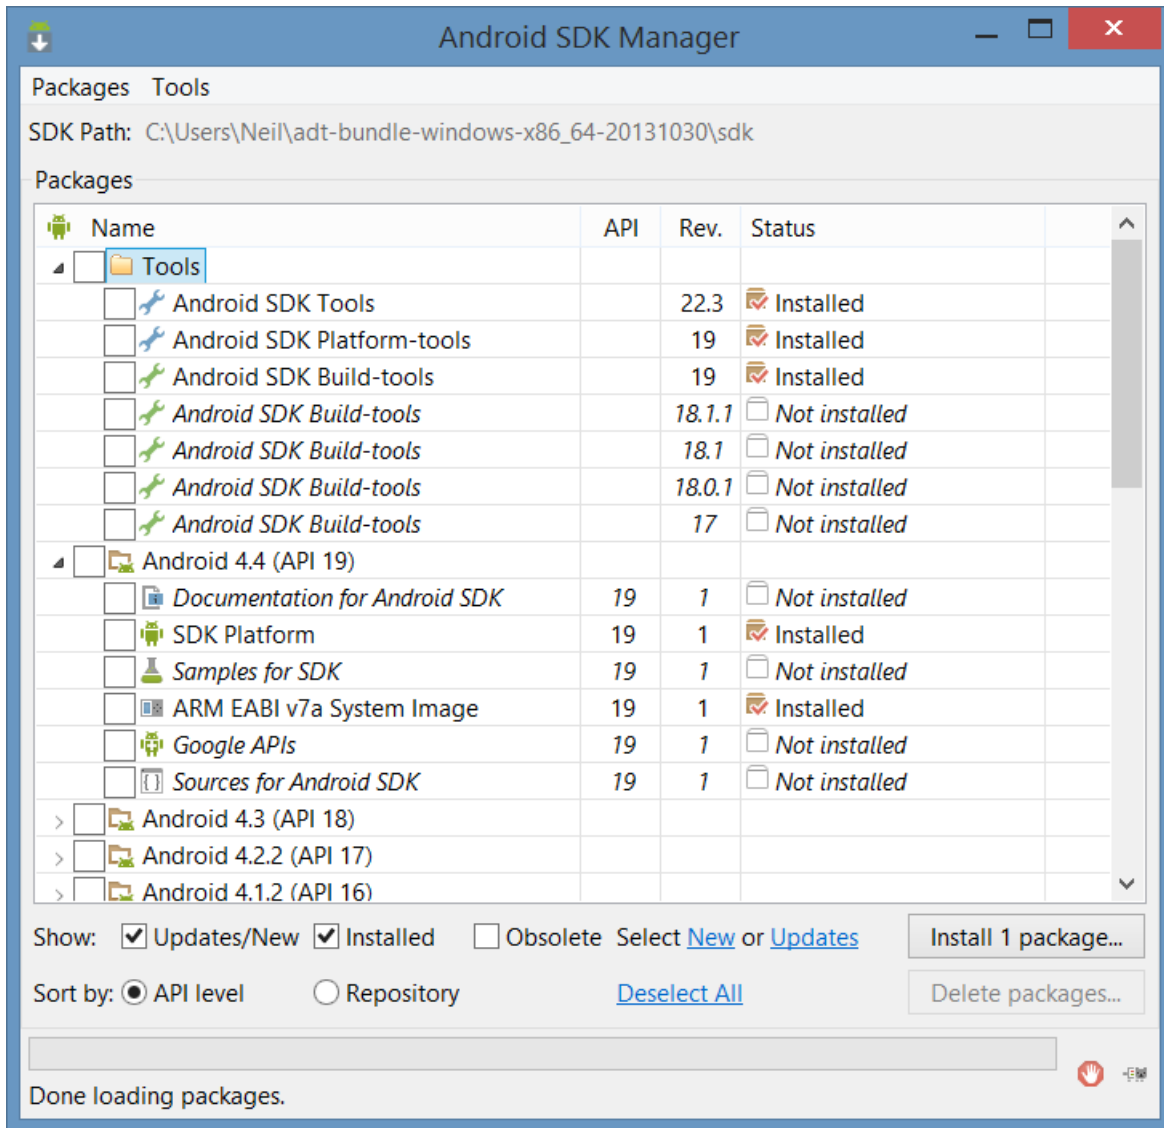 Android SDK Manager
Packages Tools
SDK Path: C:\Users\Neil\adt-bundle-windows-x86_64-20131030\sdk
Packages
Name API Rev. Status
Tools
Android SDK Tools 22.3 Installed
Android SDK Platform-tools 19 Installed
Android SDK Build-tools 19 Installed
Android SDK Build-tools 18.1.1 Not installed
Android SDK Build-tools 18.1 Not installed
Android SDK Build-tools 18.0.1 Not installed
Android SDK Build-tools 17 Not installed
Android 4.4 (API 19)
Documentation for Android SDK 19 1 Not installed
SDK Platform 19 1 Installed
Samples for SDK 19 1 Not installed
ARM EABI v7a System Image 19 1 Installed
Google APIs 19 1 Not installed
Sources for Android SDK 19 1 Not installed
Android 4.3 (API 18)
Android 4.2.2 (API 17)
Android 4.1.2 (API 16)
Show: Updates/New Installed Obsolete Select New or Updates Install 1 package...
Sort by: API level Repository Deselect All Delete packages...
Done loading packages.